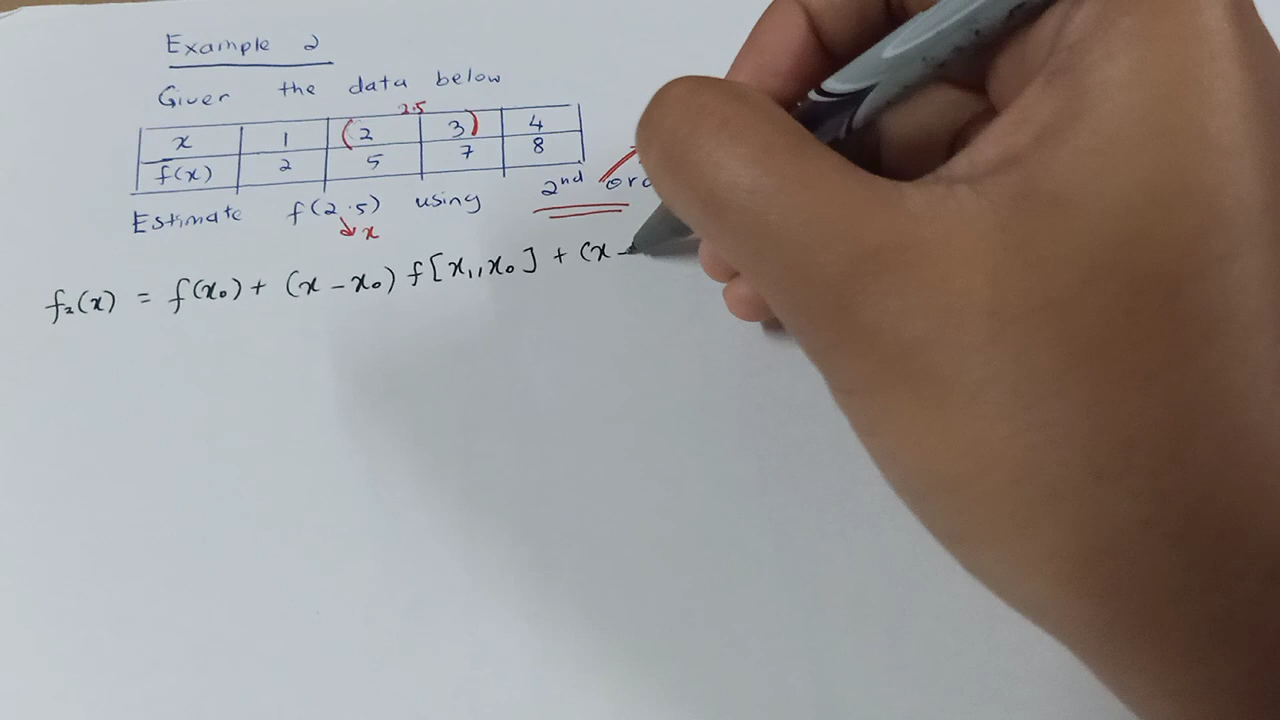 Example 2
Given the data below
2.5
x 1 (2 3) 4
f(x) 2 5 7 8
Estimate f(2.5) using 2nd
x
f₂(x) = f(x₀) + (x - x₀) f[x₁,x₀] + (x -